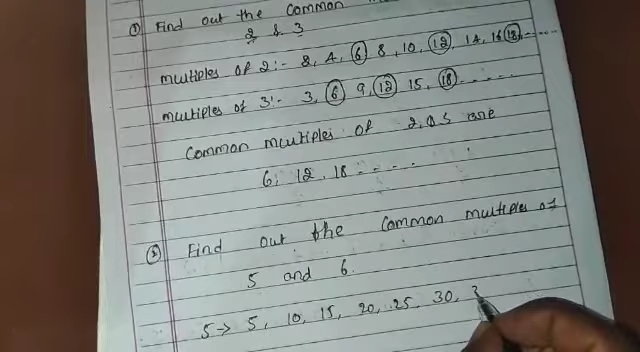 ① Find out the Common
2 & 3
multiples of 2:- 2, 4, 6 8, 10, 12, 14, 16 18, ......
multiples of 3:- 3, 6 9, 12 15, 18 ......
Common multiples of 2, are
6, 12, 18 ......
② Find out the Common multiples of
5 and 6.
5 → 5, 10, 15, 20, 25, 30, 3